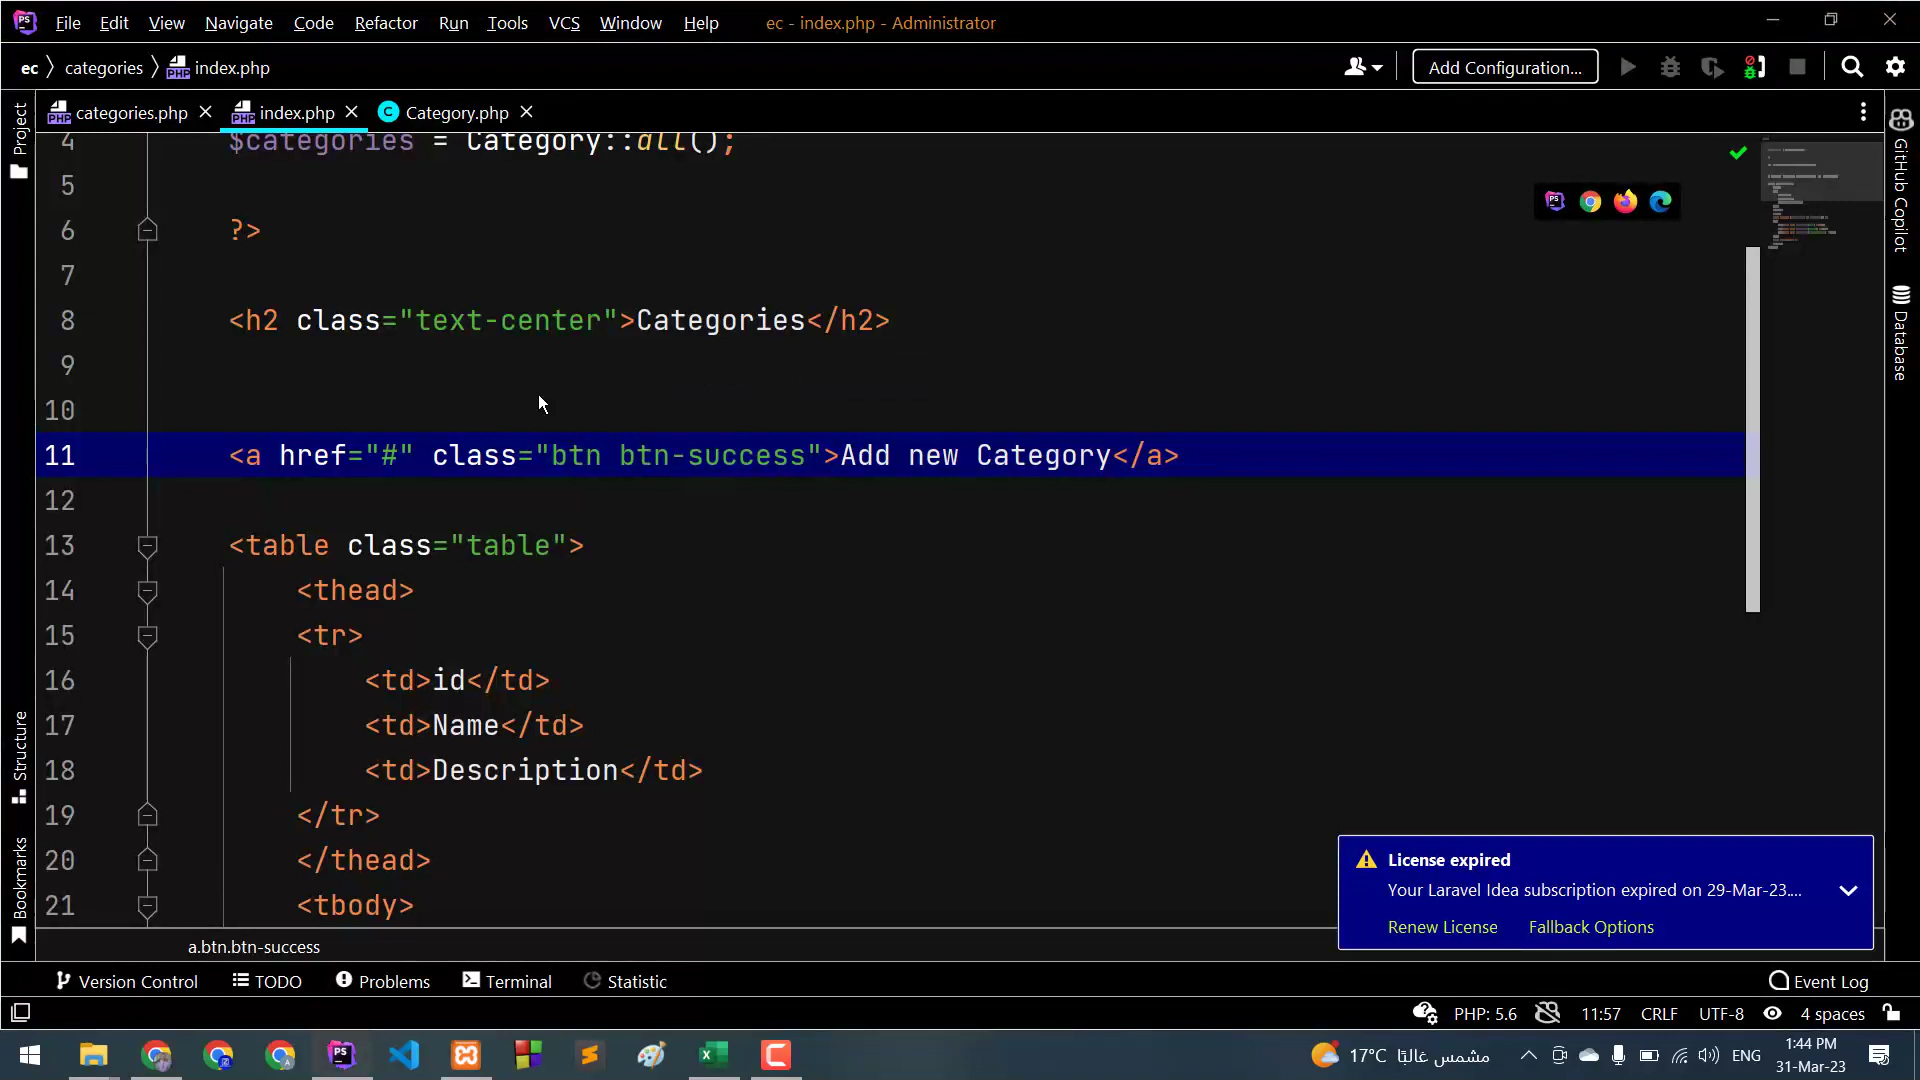 File Edit View Navigate Code Refactor Run Tools VCS Window Help ec - index.php - Administrator
ec categories index.php Add Configuration...
categories.php index.php Category.php
Project
GitHub Copilot
Database
Structure
Bookmarks
4 $categories = Category::all();
5
6 ?>
7
8 <h2 class="text-center">Categories</h2>
9
10
11 <a href="#" class="btn btn-success">Add new Category</a>
12
13 <table class="table">
14 <thead>
15 <tr>
16 <td>id</td>
17 <td>Name</td>
18 <td>Description</td>
19 </tr>
20 </thead>
21 <tbody>
License expired
Your Laravel Idea subscription expired on 29-Mar-23....
Renew License Fallback Options
a.btn.btn-success
Version Control TODO Problems Terminal Statistic Event Log
PHP: 5.6 11:57 CRLF UTF-8 4 spaces
17°C مشمس غالبًا ENG 1:44 PM
31-Mar-23